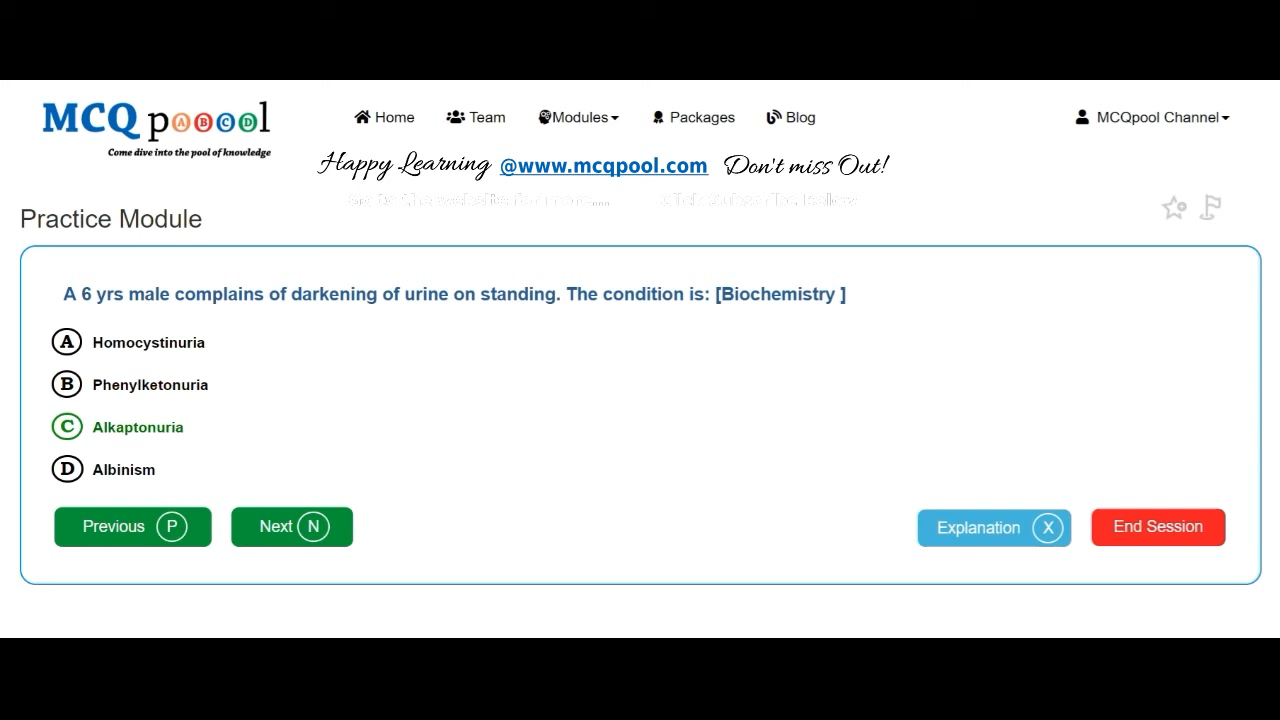 MCQ pooool
Come dive into the pool of knowledge
Home Team Modules Packages Blog MCQpool Channel
Happy Learning @www.mcqpool.com Don't miss Out!
Practice Module
A 6 yrs male complains of darkening of urine on standing. The condition is: [Biochemistry ]
A Homocystinuria
B Phenylketonuria
C Alkaptonuria
D Albinism
Previous P Next N Explanation X End Session